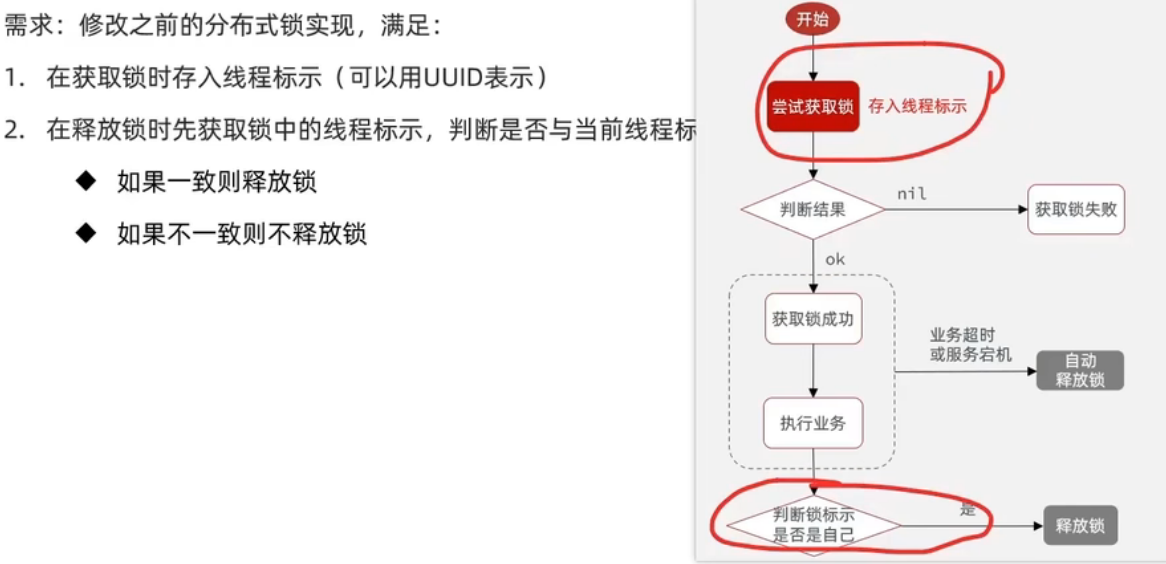 需求：修改之前的分布式锁实现，满足：
1. 在获取锁时存入线程标示（可以用UUID表示）
2. 在释放锁时先获取锁中的线程标示，判断是否与当前线程标
◆ 如果一致则释放锁
◆ 如果不一致则不释放锁
开始
尝试获取锁
存入线程标示
判断结果
nil
获取锁失败
ok
获取锁成功
业务超时
或服务宕机
自动
释放锁
执行业务
判断锁标示
是否是自己
是
释放锁